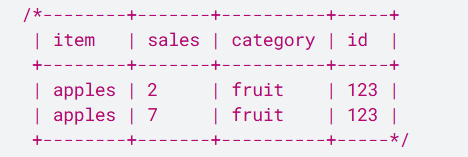 /*--------+-------+----------+-----+
| item   | sales | category | id  |
+--------+-------+----------+-----+
| apples | 2     | fruit    | 123 |
| apples | 7     | fruit    | 123 |
+--------+-------+----------+-----*/